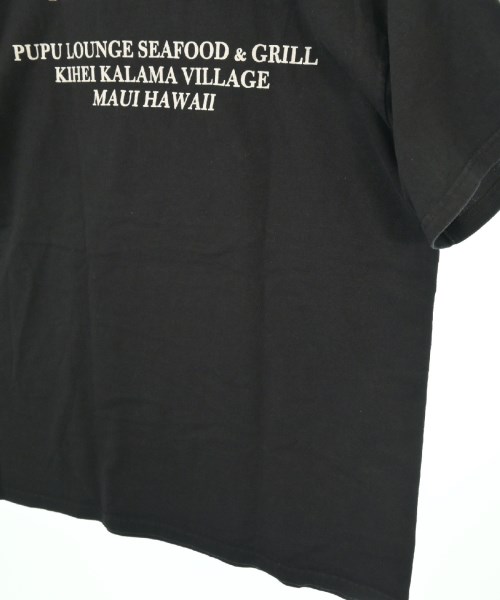 PUPU LOUNGE SEAFOOD & GRILL
KIHEI KALAMA VILLAGE
MAUI HAWAII